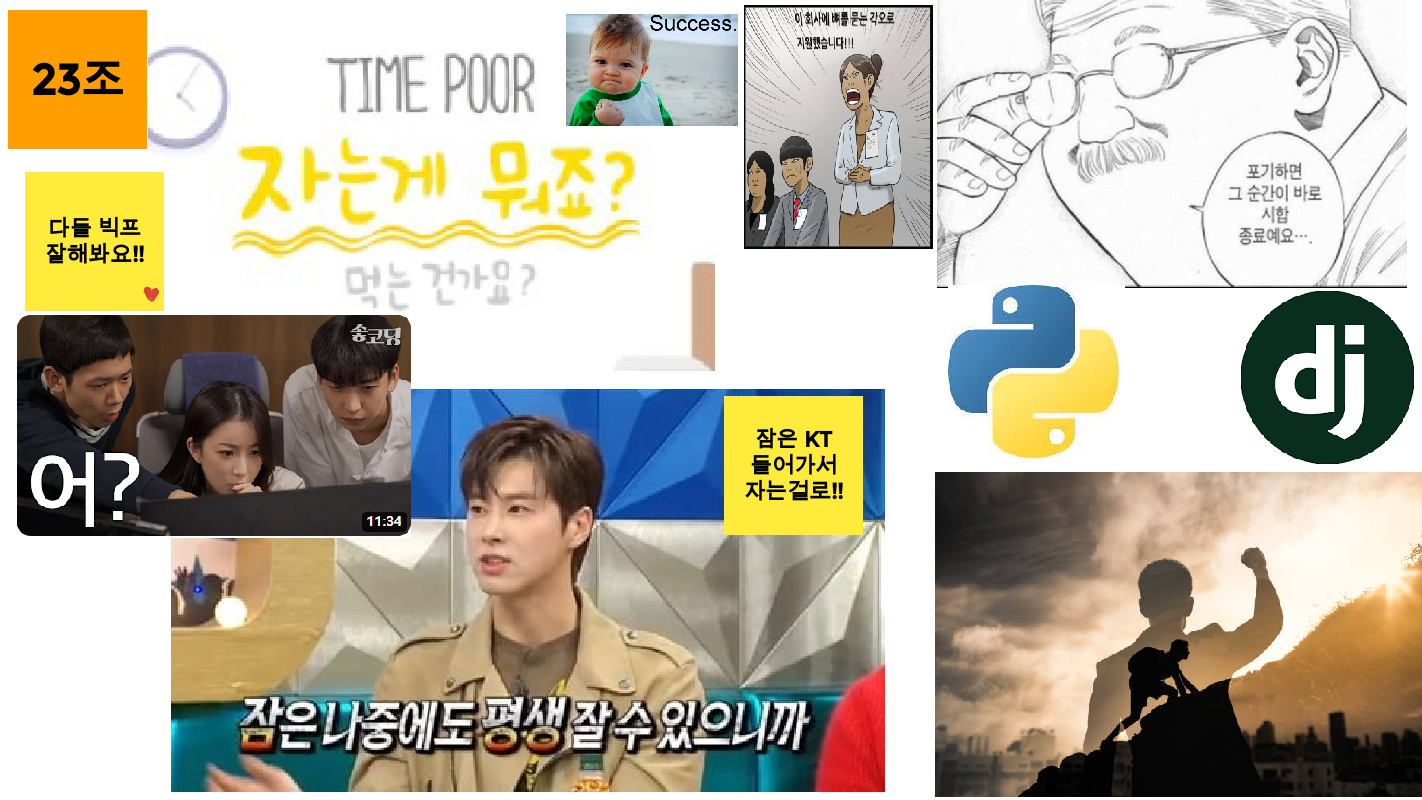 23조
TIME POOR
자는게 뭐죠?
먹는 건가요?
다들 빅프
잘해봐요!!
Success.
이 회사에 뼈를 묻는 각오로
지원했습니다!!!
포기하면
그 순간이 바로
시합
종료예요….
dj
송코딩
어?
11:34
잠은 KT
들어가서
자는걸로!!
잠은 나중에도 평생 잘 수 있으니까